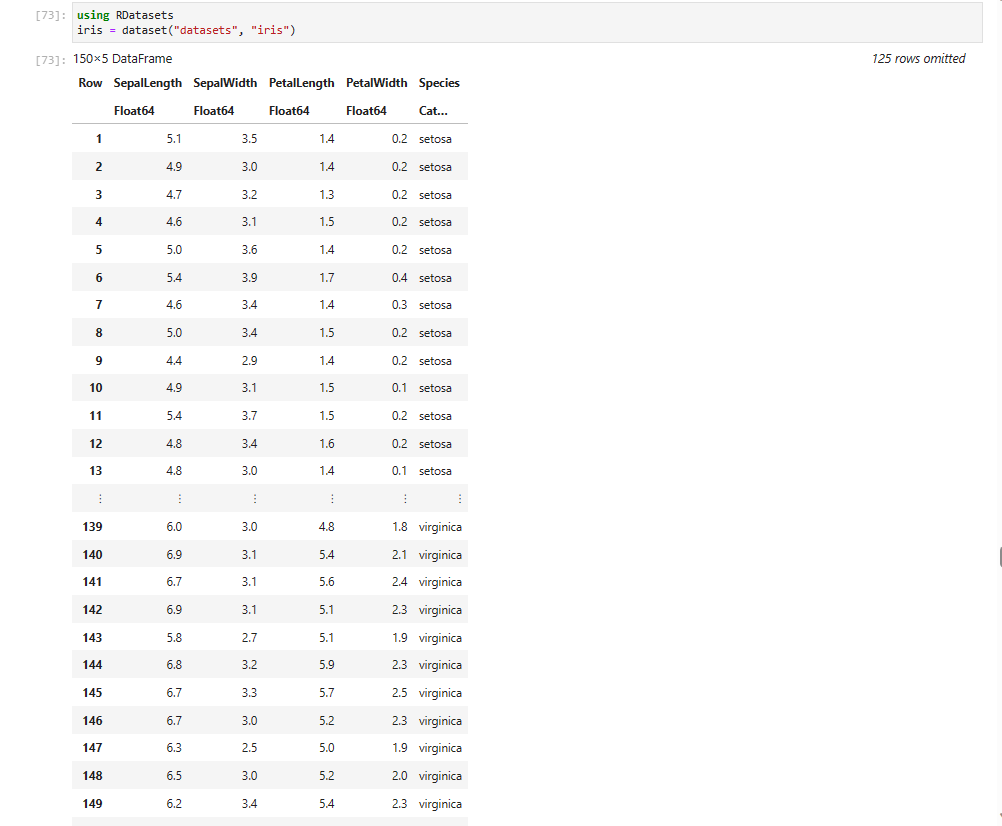 [73]: using RDatasets
iris = dataset("datasets", "iris")
[73]: 150×5 DataFrame 125 rows omitted
Row SepalLength SepalWidth PetalLength PetalWidth Species
Float64 Float64 Float64 Float64 Cat...
1 5.1 3.5 1.4 0.2 setosa
2 4.9 3.0 1.4 0.2 setosa
3 4.7 3.2 1.3 0.2 setosa
4 4.6 3.1 1.5 0.2 setosa
5 5.0 3.6 1.4 0.2 setosa
6 5.4 3.9 1.7 0.4 setosa
7 4.6 3.4 1.4 0.3 setosa
8 5.0 3.4 1.5 0.2 setosa
9 4.4 2.9 1.4 0.2 setosa
10 4.9 3.1 1.5 0.1 setosa
11 5.4 3.7 1.5 0.2 setosa
12 4.8 3.4 1.6 0.2 setosa
13 4.8 3.0 1.4 0.1 setosa
⋮ ⋮ ⋮ ⋮ ⋮ ⋮
139 6.0 3.0 4.8 1.8 virginica
140 6.9 3.1 5.4 2.1 virginica
141 6.7 3.1 5.6 2.4 virginica
142 6.9 3.1 5.1 2.3 virginica
143 5.8 2.7 5.1 1.9 virginica
144 6.8 3.2 5.9 2.3 virginica
145 6.7 3.3 5.7 2.5 virginica
146 6.7 3.0 5.2 2.3 virginica
147 6.3 2.5 5.0 1.9 virginica
148 6.5 3.0 5.2 2.0 virginica
149 6.2 3.4 5.4 2.3 virginica